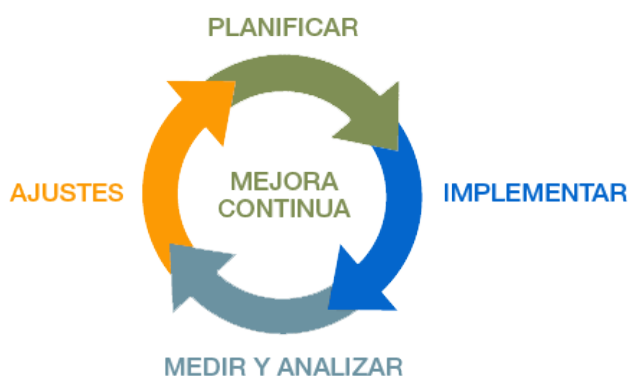 PLANIFICAR
MEJORA
CONTINUA
AJUSTES
IMPLEMENTAR
MEDIR Y ANALIZAR